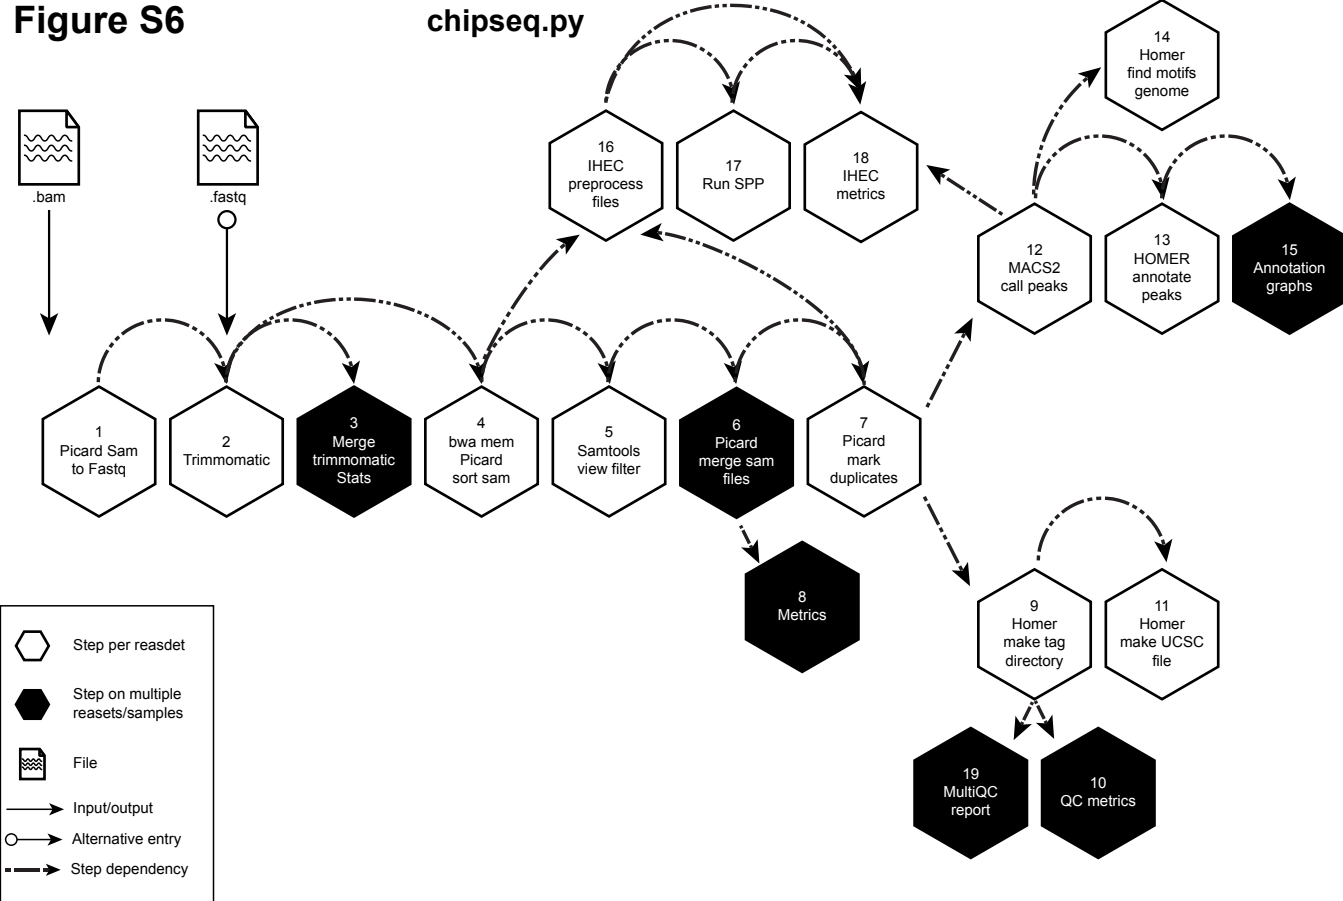 Figure S6
chipseq.py
.bam
.fastq
14
Homer
find motifs
genome
16
IHEC
preprocess
files
17
Run SPP
18
IHEC
metrics
12
MACS2
call peaks
13
HOMER
annotate
peaks
15
Annotation
graphs
1
Picard Sam
to Fastq
2
Trimmomatic
3
Merge
trimmomatic
Stats
4
bwa mem
Picard
sort sam
5
Samtools
view filter
6
Picard
merge sam
files
7
Picard
mark
duplicates
8
Metrics
9
Homer
make tag
directory
11
Homer
make UCSC
file
19
MultiQC
report
10
QC metrics
Step per reasdet
Step on multiple
reasets/samples
File
Input/output
Alternative entry
Step dependency